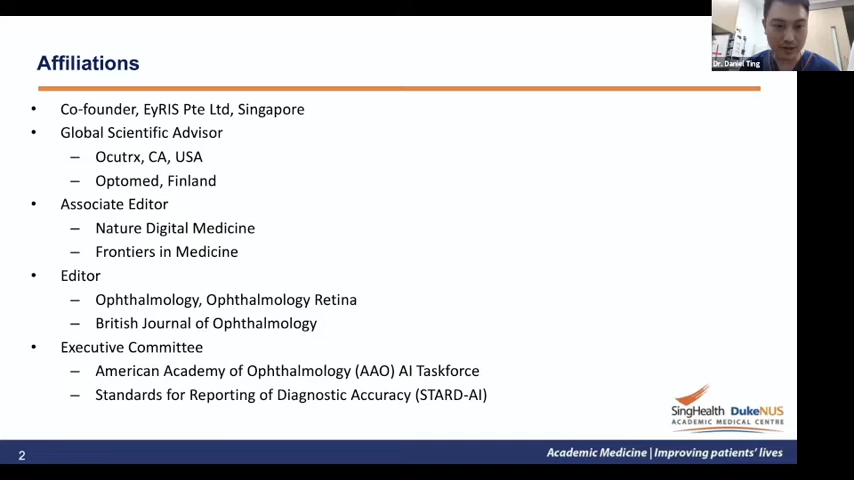 Affiliations
Dr. Daniel Ting
• Co-founder, EyRIS Pte Ltd, Singapore
• Global Scientific Advisor
– Ocutrx, CA, USA
– Optomed, Finland
• Associate Editor
– Nature Digital Medicine
– Frontiers in Medicine
• Editor
– Ophthalmology, Ophthalmology Retina
– British Journal of Ophthalmology
• Executive Committee
– American Academy of Ophthalmology (AAO) AI Taskforce
– Standards for Reporting of Diagnostic Accuracy (STARD-AI)
SingHealth DukeNUS
ACADEMIC MEDICAL CENTRE
2
Academic Medicine | Improving patients' lives